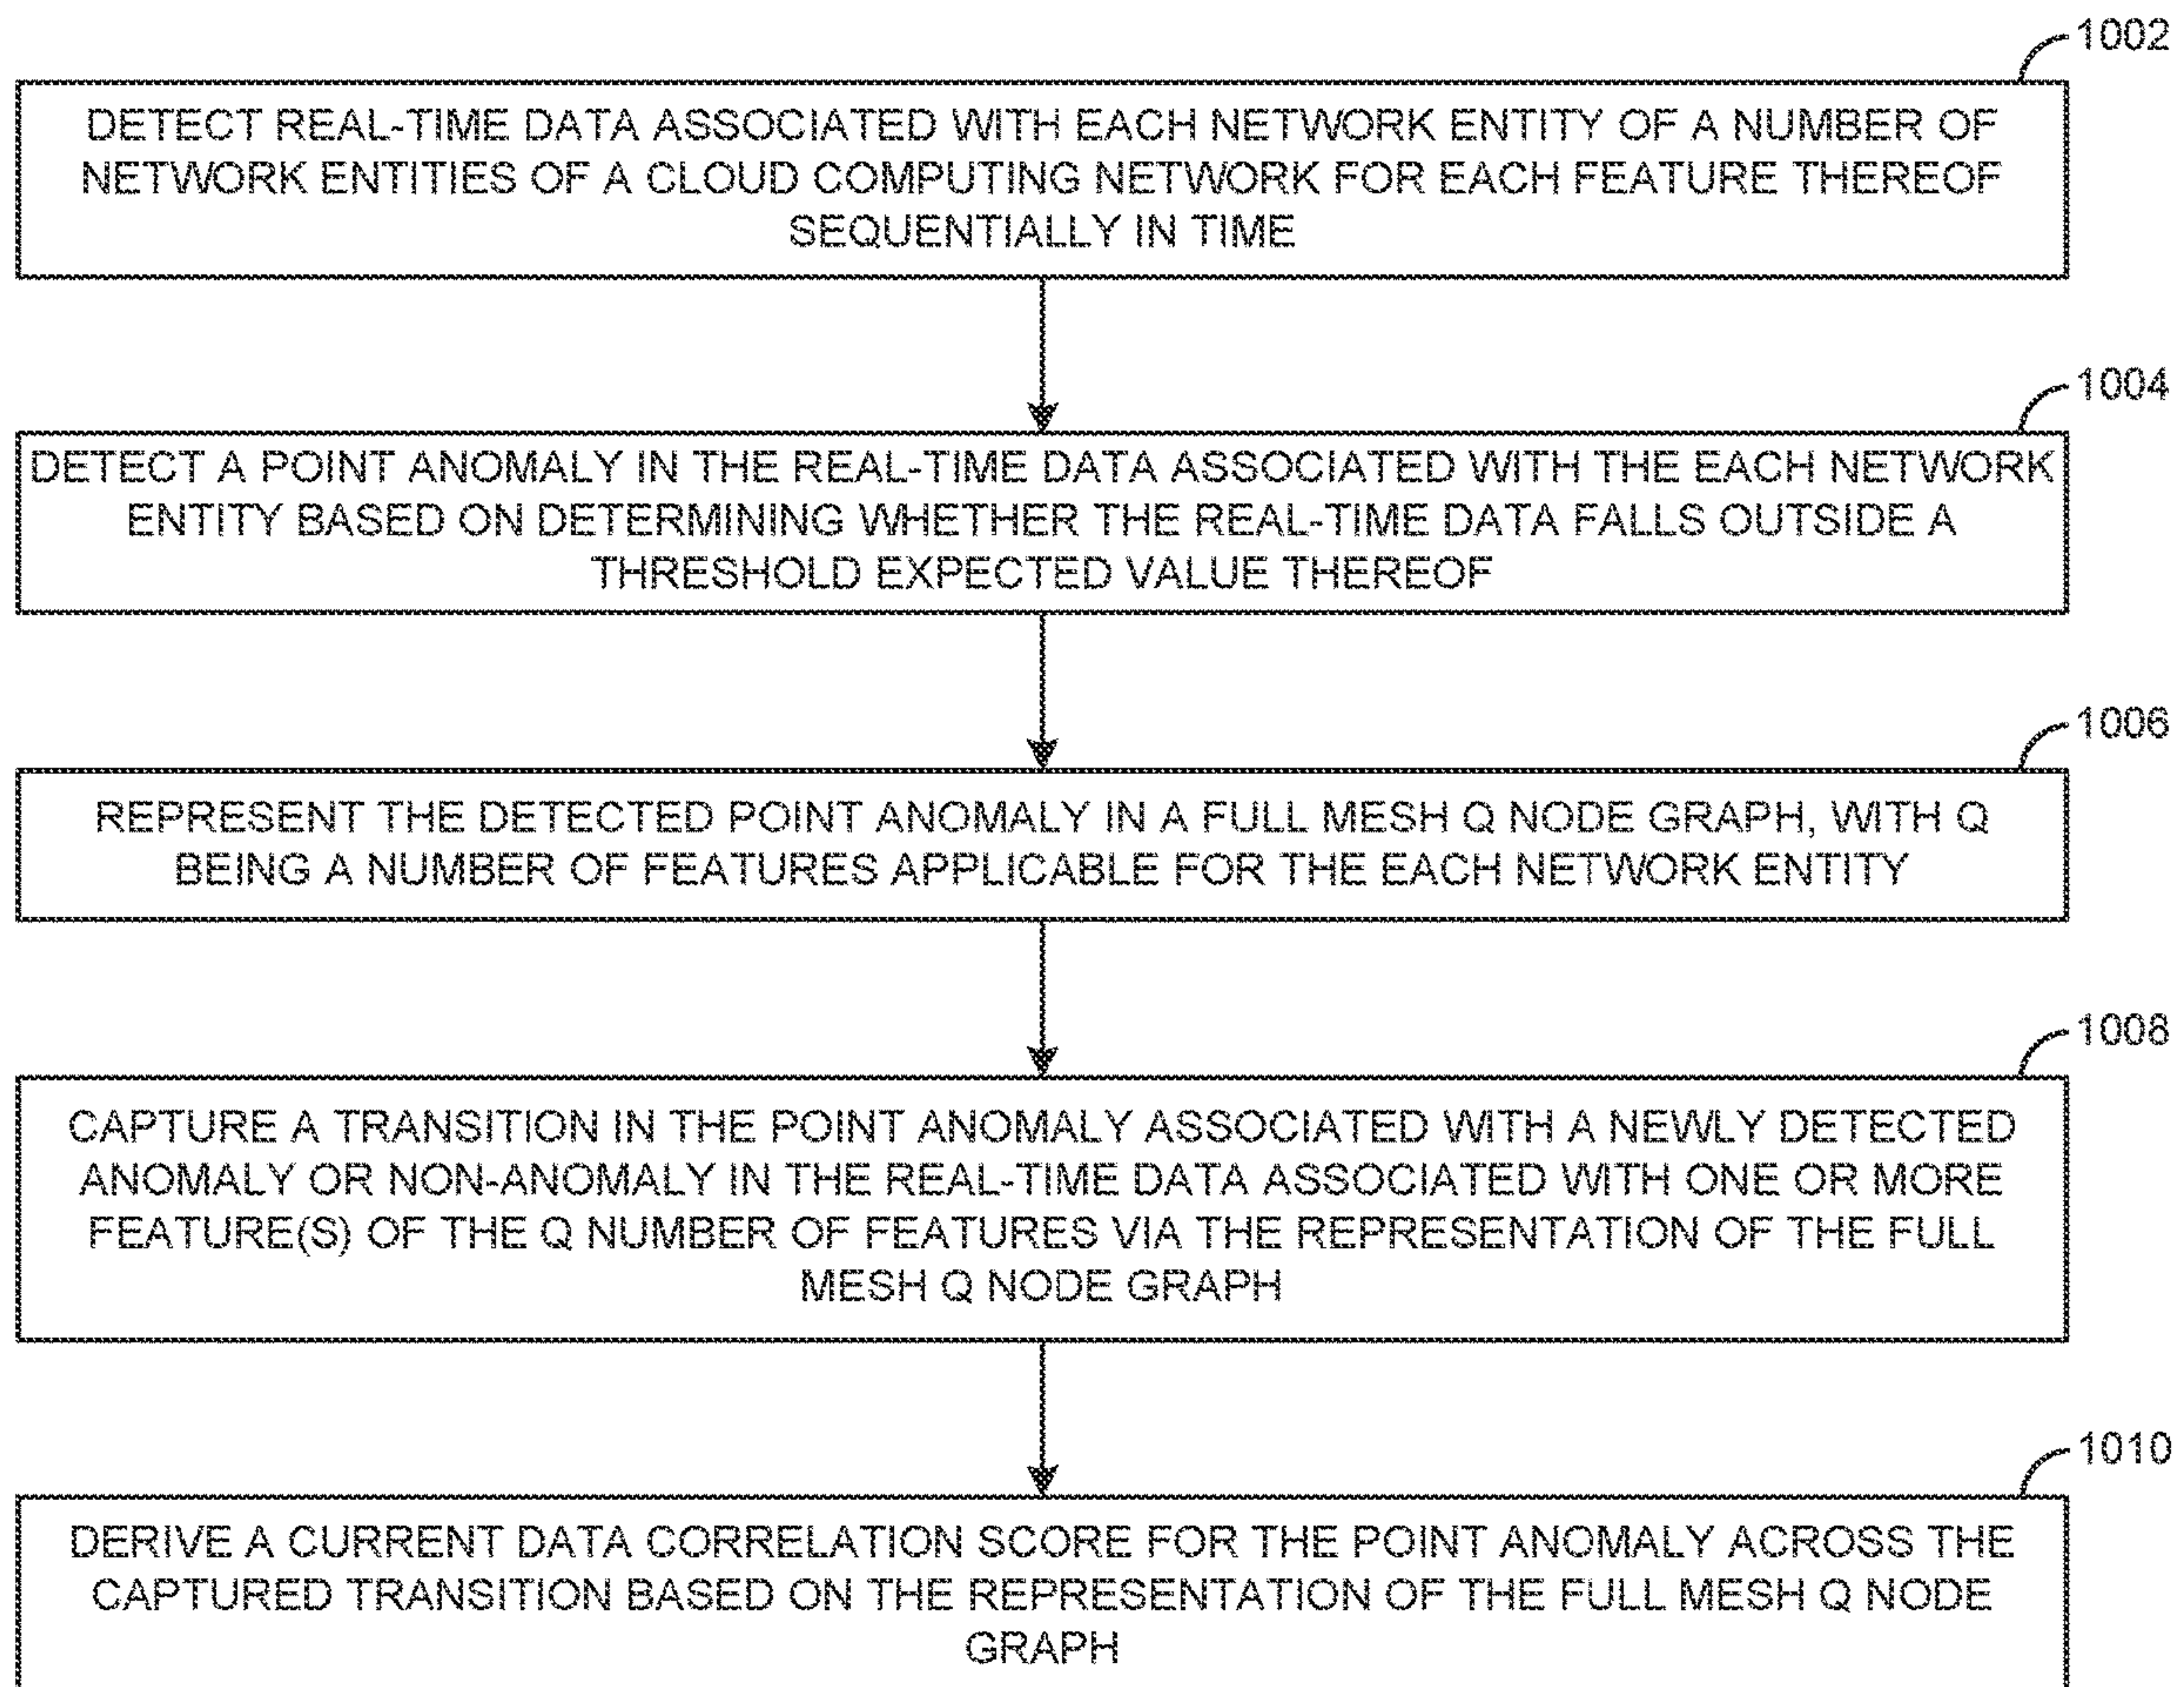 1002
DETECT REAL-TIME DATA ASSOCIATED WITH EACH NETWORK ENTITY OF A NUMBER OF
NETWORK ENTITIES OF A CLOUD COMPUTING NETWORK FOR EACH FEATURE THEREOF
SEQUENTIALLY IN TIME
1004
DETECT A POINT ANOMALY IN THE REAL-TIME DATA ASSOCIATED WITH THE EACH NETWORK
ENTITY BASED ON DETERMINING WHETHER THE REAL-TIME DATA FALLS OUTSIDE A
THRESHOLD EXPECTED VALUE THEREOF
1006
REPRESENT THE DETECTED POINT ANOMALY IN A FULL MESH Q NODE GRAPH, WITH Q
BEING A NUMBER OF FEATURES APPLICABLE FOR THE EACH NETWORK ENTITY
1008
CAPTURE A TRANSITION IN THE POINT ANOMALY ASSOCIATED WITH A NEWLY DETECTED
ANOMALY OR NON-ANOMALY IN THE REAL-TIME DATA ASSOCIATED WITH ONE OR MORE
FEATURE(S) OF THE Q NUMBER OF FEATURES VIA THE REPRESENTATION OF THE FULL
MESH Q NODE GRAPH
1010
DERIVE A CURRENT DATA CORRELATION SCORE FOR THE POINT ANOMALY ACROSS THE
CAPTURED TRANSITION BASED ON THE REPRESENTATION OF THE FULL MESH Q NODE
GRAPH